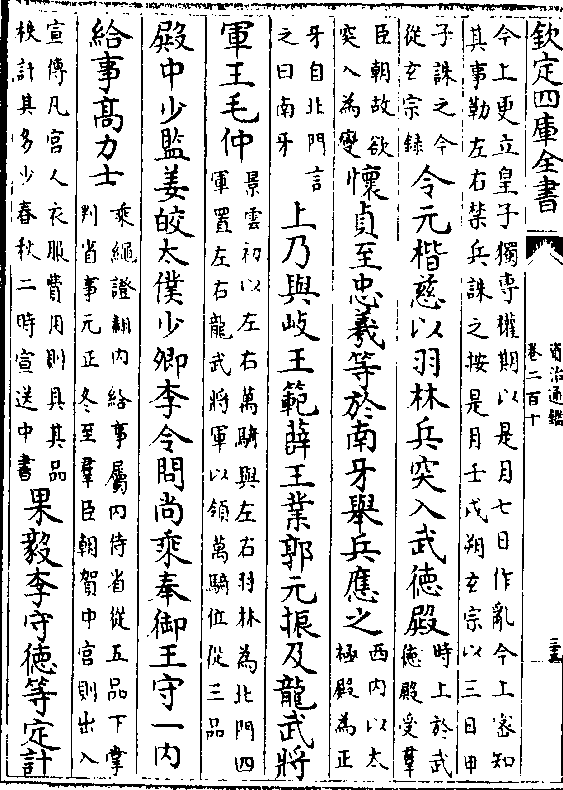 欽定四庫全書
資治通鑑
卷二百十
今上更立皇子獨專權期以是月七日作亂今上宻知
其事勒左右禁兵誅之按是月壬戌朔玄宗以三日甲
子誅之今
從玄宗録
令元楷慈以羽林兵突入武徳殿
時上於武
徳殿受羣
臣朝故欲
突入為變
懷貞至忠羲等於南牙舉兵應之
西内以太
極殿為正
牙自北門言
之曰南牙
上乃與岐王範薛王業郭元振及龍武將
軍王毛仲
景雲初以左右萬騎與左右羽林為北門四
軍置左右龍武將軍以領萬騎位從三品
殿中少監姜皎太僕少卿李令問尚乘奉御王守一内
給事髙力士
乘繩證翻内給事屬内侍省從五品下掌
判省事元正冬至羣臣朝賀中宫則出入
宣傳凡宫人衣服費用則具其品
秩計其多少春秋二時宣送中書
果毅李守徳等定計